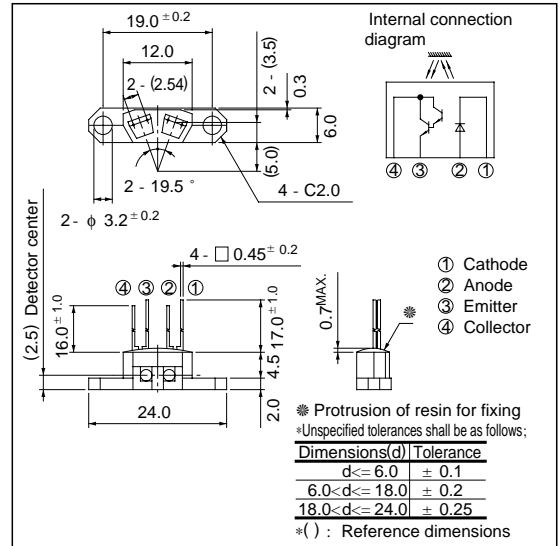 19.0 ± 0.2
12.0
2 - (2.54)
2 - (3.5)
0.3
6.0
(5.0)
2 - 19.5 °
4 - C2.0
2 - ϕ 3.2 ± 0.2
Internal connection
diagram
④ ③ ② ①
4 - □ 0.45 ± 0.2
(2.5) Detector center
④ ③ ② ①
16.0 ± 1.0
17.0 ± 1.0
4.5
2.0
24.0
0.7 MAX.
❋
① Cathode
② Anode
③ Emitter
④ Collector
❋ Protrusion of resin for fixing
*Unspecified tolerances shall be as follows;
Dimensions(d) Tolerance
d<= 6.0 ± 0.1
6.0<d<= 18.0 ± 0.2
18.0<d<= 24.0 ± 0.25
*( ) : Reference dimensions